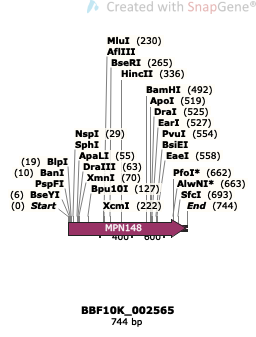 Created with SnapGene®
MluI (230)
AflIII
BseRI (265)
HincII (336)
BamHI (492)
ApoI (519)
DraI (525)
EarI (527)
PvuI (554)
BsiEI
EaeI (558)
NspI (29)
SphI
ApaLI (55)
DraIII (63)
XmnI (70)
Bpu10I (127)
XcmI (222)
(19) BlpI
(10) BanI
PspFI
(6) BseYI
(0) Start
PfoI* (662)
AlwNI* (663)
SfcI (693)
End (744)
MPN148
400
600
BBF10K_002565
744 bp